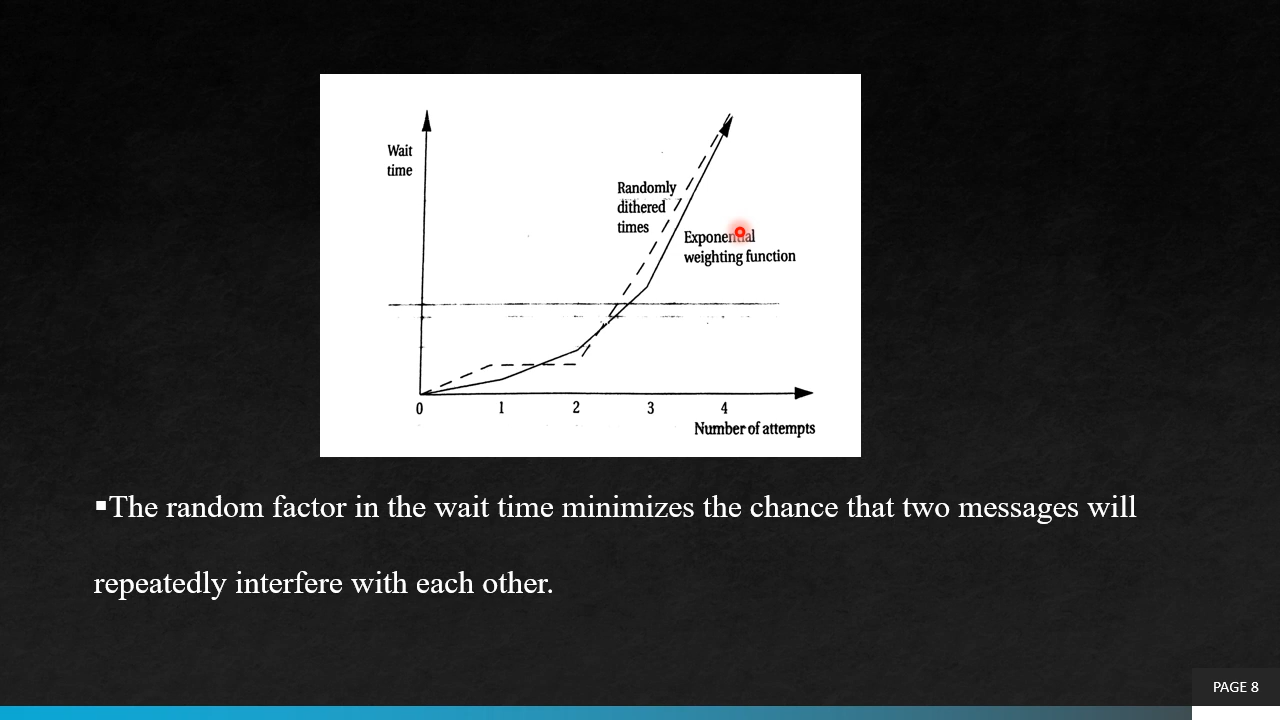 Wait
time
Randomly
dithered
times
Exponential
weighting function
0 1 2 3 4
Number of attempts
▪The random factor in the wait time minimizes the chance that two messages will
repeatedly interfere with each other.
PAGE 8